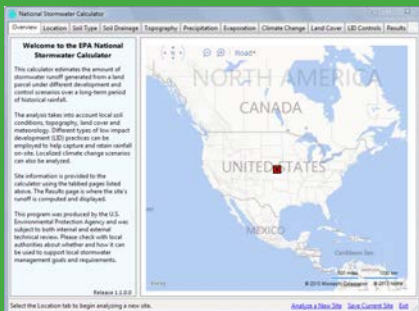 National Stormwater Calculator
Overview Location Soil Type Soil Drainage Topography Precipitation Evaporation Climate Change Land Cover LID Controls Results
Welcome to the EPA National
Stormwater Calculator
This calculator estimates the amount of
stormwater runoff generated from a land
parcel under different development and
control scenarios over a long-term period
of historical rainfall.
The analysis takes into account local soil
conditions, topography, land cover and
meteorology. Different types of low impact
development (LID) practices can be
employed to help capture and retain rainfall
on-site. Localized climate change scenarios
can also be analyzed.
Site information is provided to the
calculator using the tabbed pages listed
above. The Results page is where the site's
runoff is computed and displayed.
This program was produced by the U.S.
Environmental Protection Agency and was
subject to both internal and external
technical review. Please check with local
authorities about whether and how it can
be used to support local stormwater
management goals and requirements.
Release 1.1.0.0
Road
NORTH AMERICA
CANADA
UNITED STATES
MEXICO
Caribbean Sea
Select the Location tab to begin analyzing a new site.
Analyze a New Site Save Current Site Exit